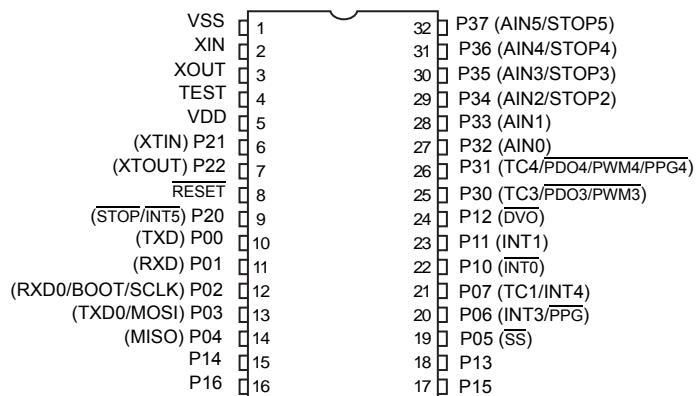 VSS 1 32 P37 (AIN5/STOP5)
XIN 2 31 P36 (AIN4/STOP4)
XOUT 3 30 P35 (AIN3/STOP3)
TEST 4 29 P34 (AIN2/STOP2)
VDD 5 28 P33 (AIN1)
(XTIN) P21 6 27 P32 (AIN0)
(XTOUT) P22 7 26 P31 (TC4/PDO4/PWM4/PPG4)
RESET 8 25 P30 (TC3/PDO3/PWM3)
(STOP/INT5) P20 9 24 P12 (DVO)
(TXD) P00 10 23 P11 (INT1)
(RXD) P01 11 22 P10 (INT0)
(RXD0/BOOT/SCLK) P02 12 21 P07 (TC1/INT4)
(TXD0/MOSI) P03 13 20 P06 (INT3/PPG)
(MISO) P04 14 19 P05 (SS)
P14 15 18 P13
P16 16 17 P15